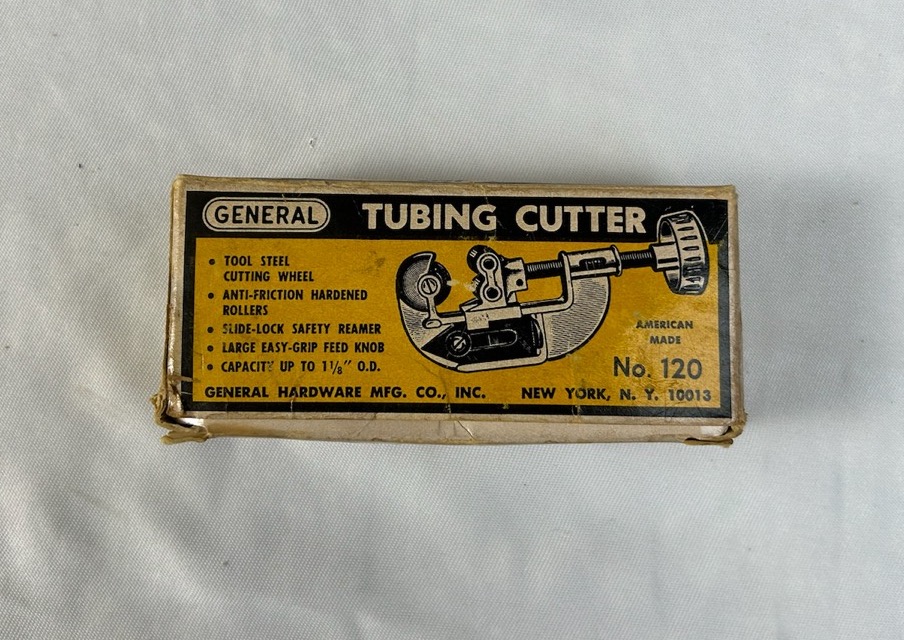 GENERAL TUBING CUTTER
• TOOL STEEL
CUTTING WHEEL
• ANTI-FRICTION HARDENED
ROLLERS
• SLIDE-LOCK SAFETY REAMER
• LARGE EASY-GRIP FEED KNOB
• CAPACITY UP TO 1 1/8" O.D.
AMERICAN
MADE
No. 120
GENERAL HARDWARE MFG. CO., INC. NEW YORK, N. Y. 10013